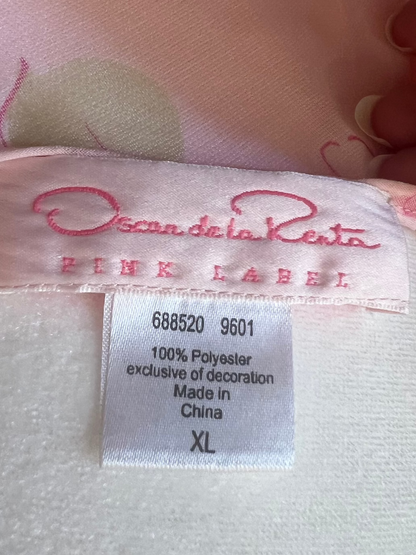 Oscar de la Renta
PINK LABEL
688520 9601
100% Polyester
exclusive of decoration
Made in
China
XL